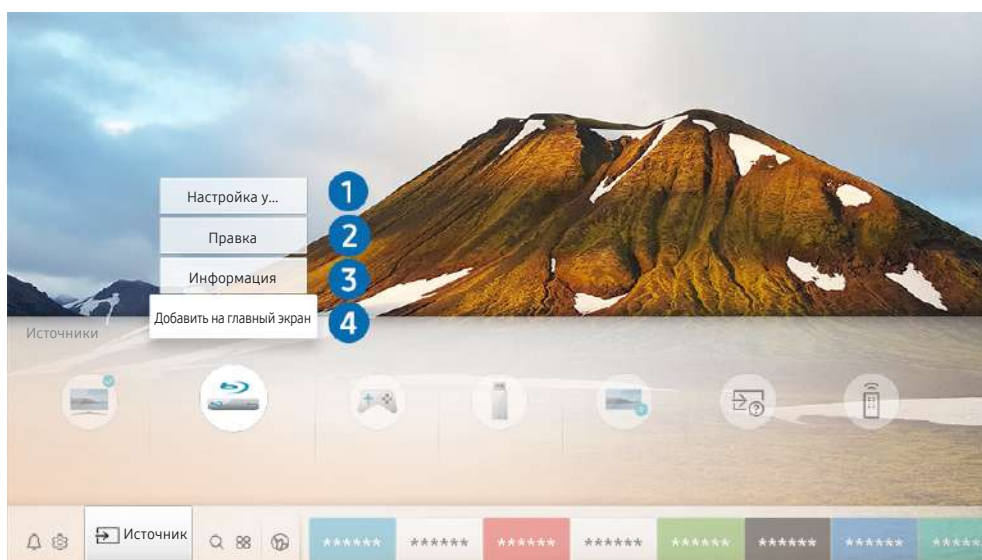 Настройка у...
1
Правка
2
Информация
3
Добавить на главный экран
4
Источники
Источник
******
******
******
******
******
******
******
*****